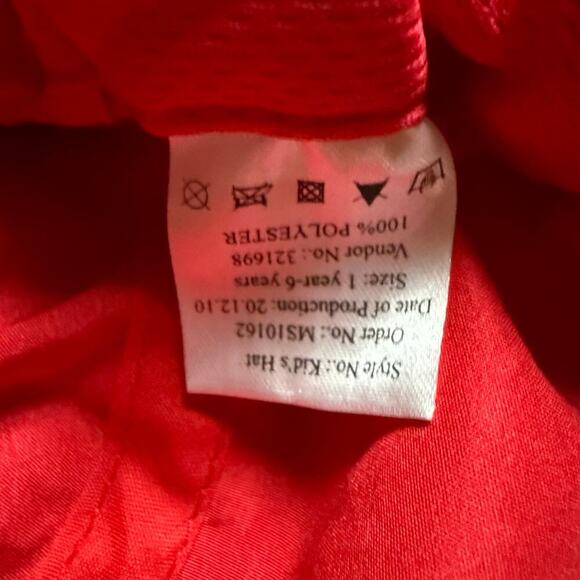 Style No.: Kid's Hat
Order No.: MS10162
Date of Production: 20.12.10
Size: 1 year-6 years
Vendor No.: 321698
100% POLYESTER